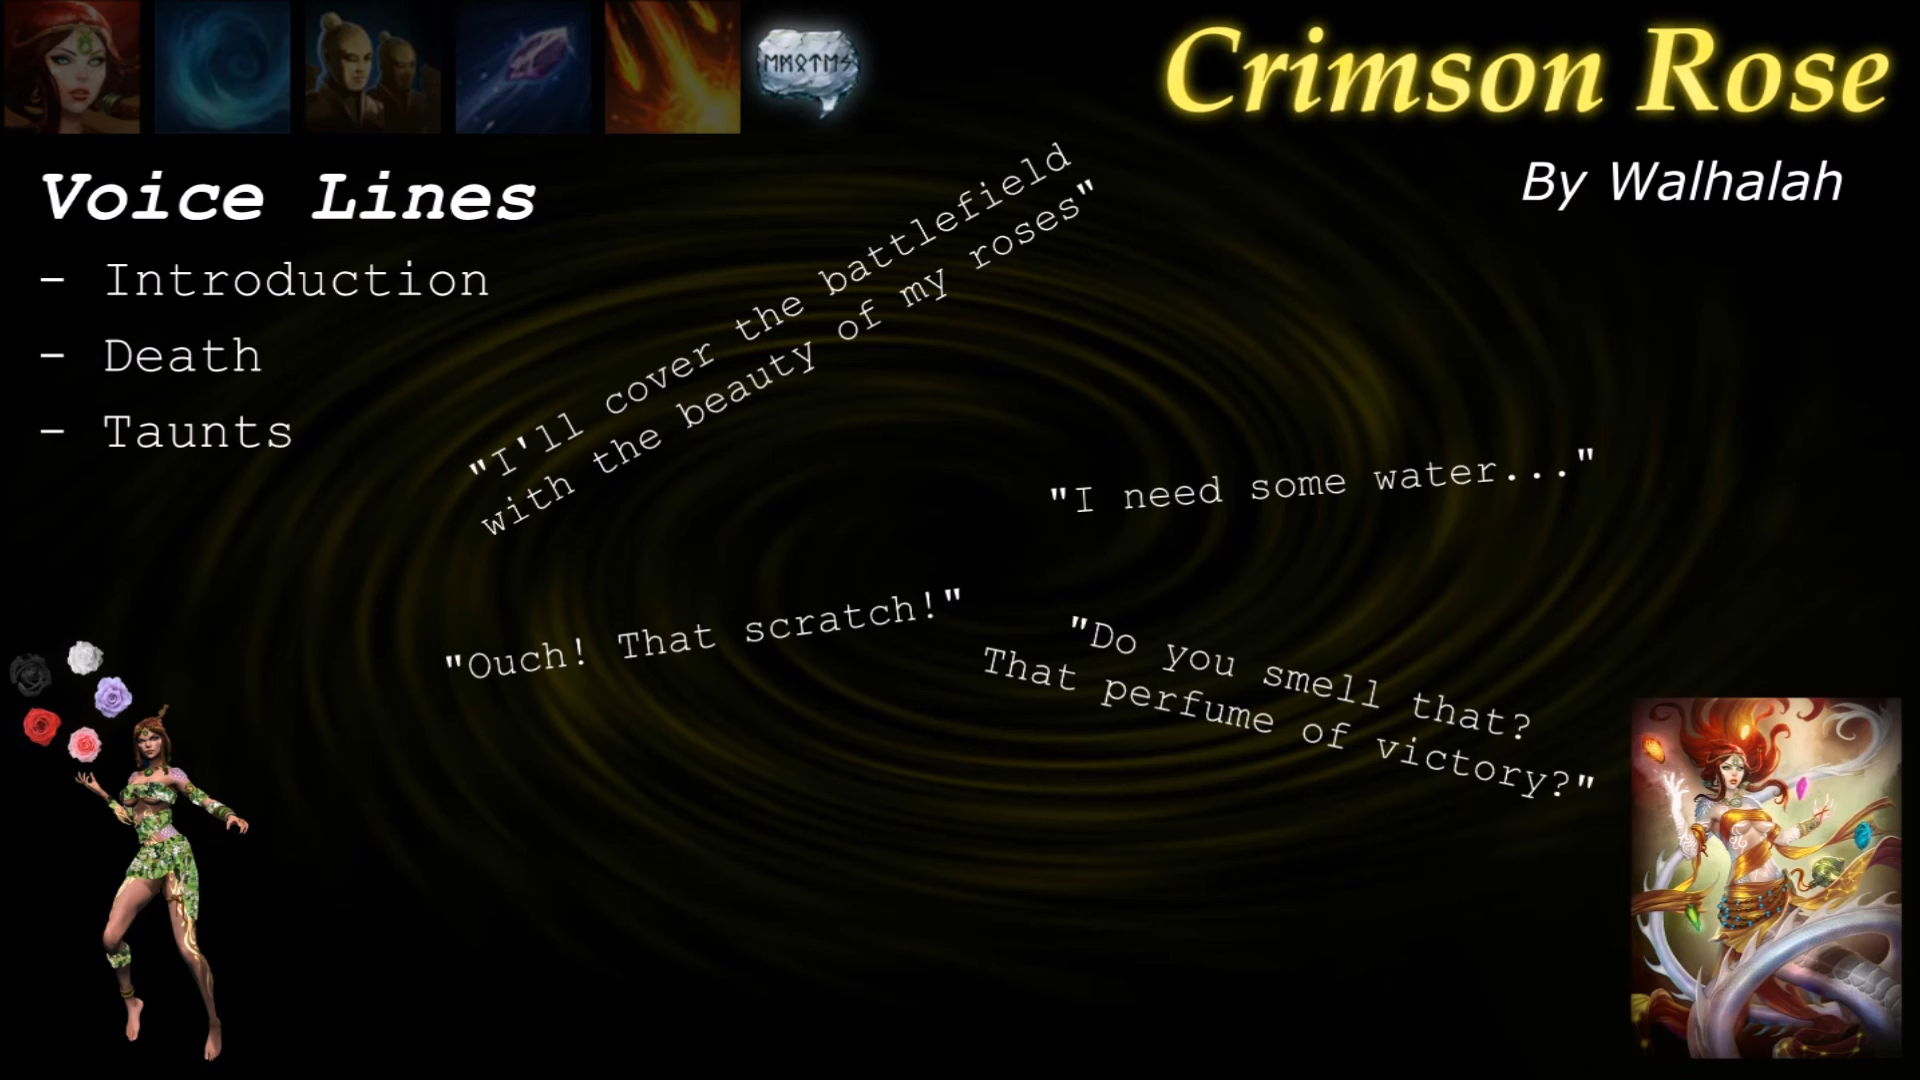 ᛖᛗᛟᛏᛖᛊ
Crimson Rose
By Walhalah
Voice Lines
- Introduction
- Death
- Taunts
"I'll cover the battlefield
with the beauty of my roses"
"I need some water..."
"Ouch! That scratch!"
"Do you smell that?
That perfume of victory?"